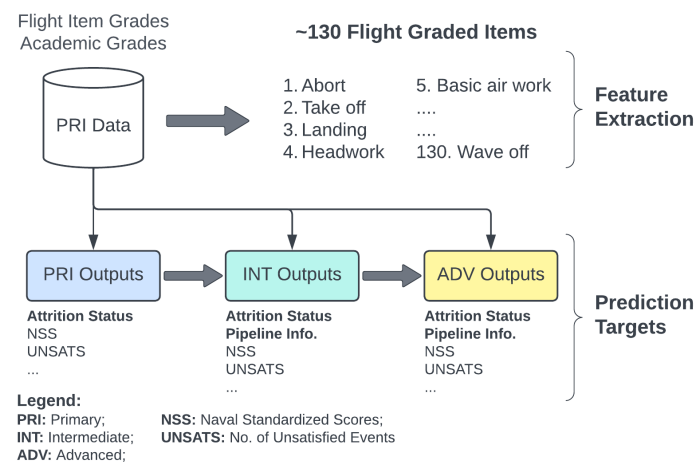 Flight Item Grades
Academic Grades
~130 Flight Graded Items
PRI Data
1. Abort
2. Take off
3. Landing
4. Headwork
5. Basic air work
....
....
130. Wave off
Feature
Extraction
PRI Outputs
INT Outputs
ADV Outputs
Attrition Status
NSS
UNSATS
...
Attrition Status
Pipeline Info.
NSS
UNSATS
...
Attrition Status
Pipeline Info.
NSS
UNSATS
...
Prediction
Targets
Legend:
PRI: Primary;
INT: Intermediate;
ADV: Advanced;
NSS: Naval Standardized Scores;
UNSATS: No. of Unsatisfied Events